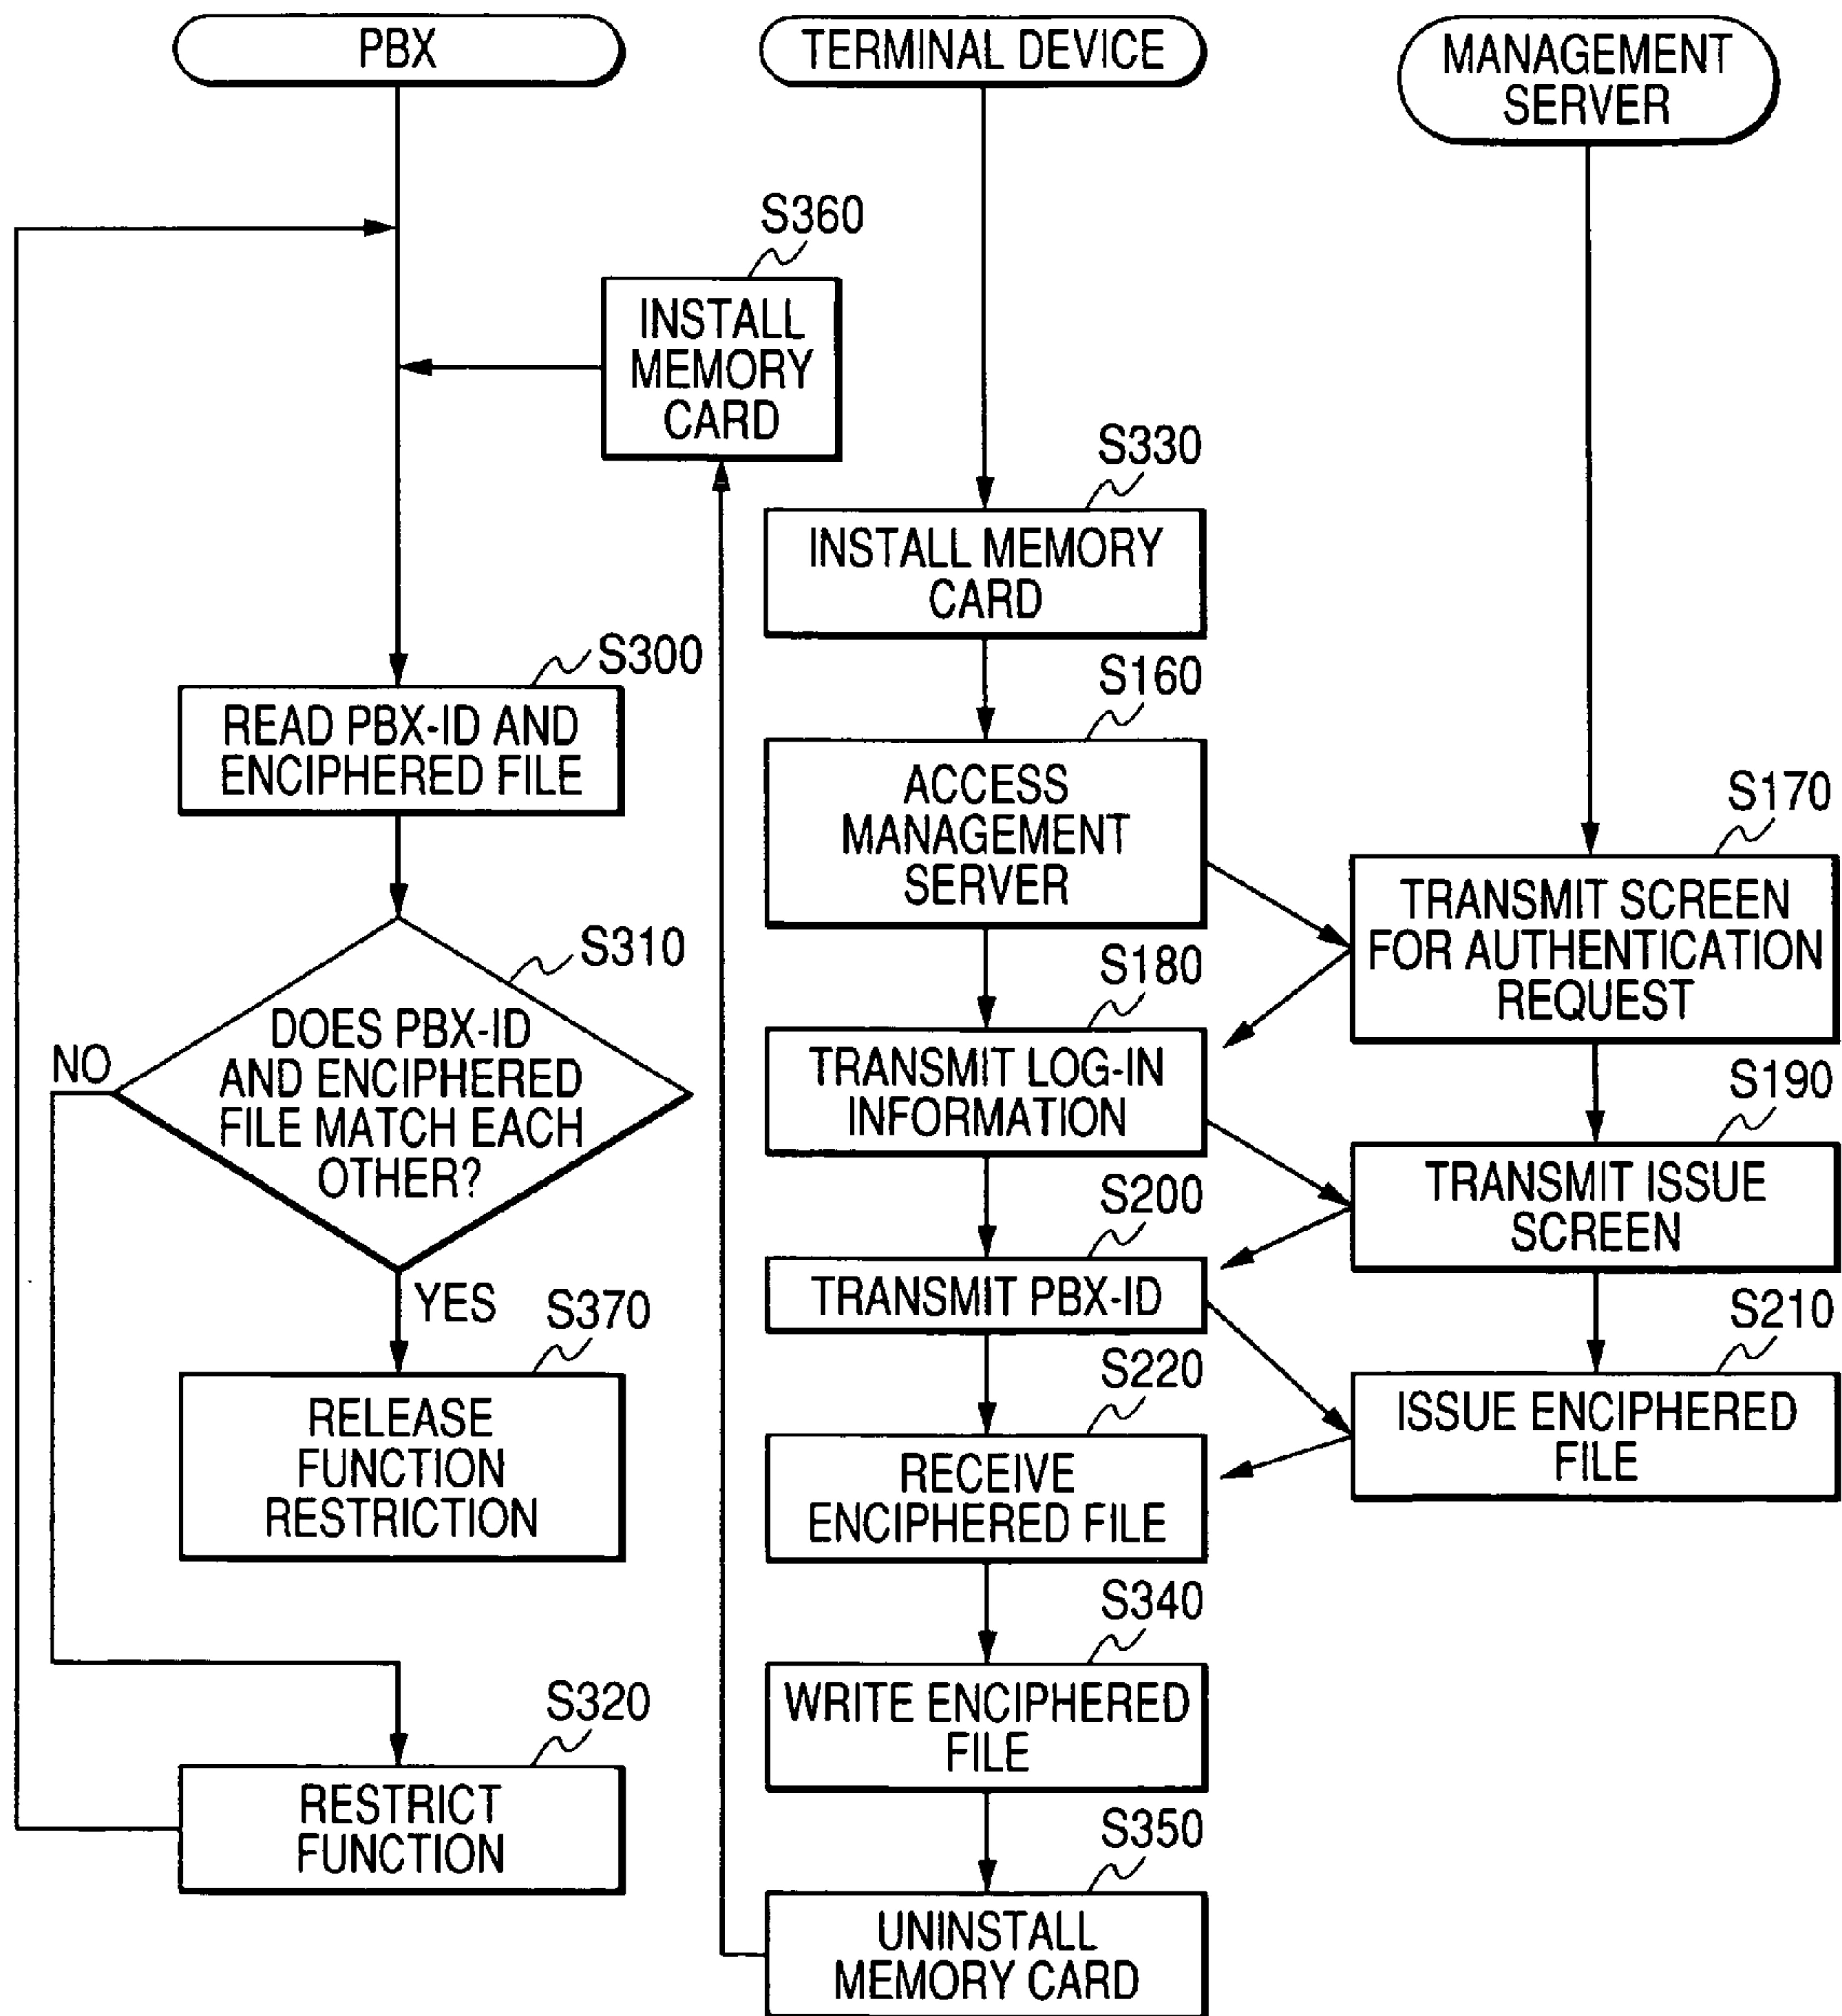 PBX
TERMINAL DEVICE
MANAGEMENT
SERVER
S360
INSTALL
MEMORY
CARD
S330
INSTALL MEMORY
CARD
S300
READ PBX-ID AND
ENCIPHERED FILE
S160
ACCESS
MANAGEMENT
SERVER
S170
TRANSMIT SCREEN
FOR AUTHENTICATION
REQUEST
S310
DOES PBX-ID
AND ENCIPHERED
FILE MATCH EACH
OTHER?
NO
YES
S180
TRANSMIT LOG-IN
INFORMATION
S190
TRANSMIT ISSUE
SCREEN
S200
TRANSMIT PBX-ID
S210
ISSUE ENCIPHERED
FILE
S370
RELEASE
FUNCTION
RESTRICTION
S220
RECEIVE
ENCIPHERED FILE
S340
WRITE ENCIPHERED
FILE
S320
RESTRICT
FUNCTION
S350
UNINSTALL
MEMORY CARD